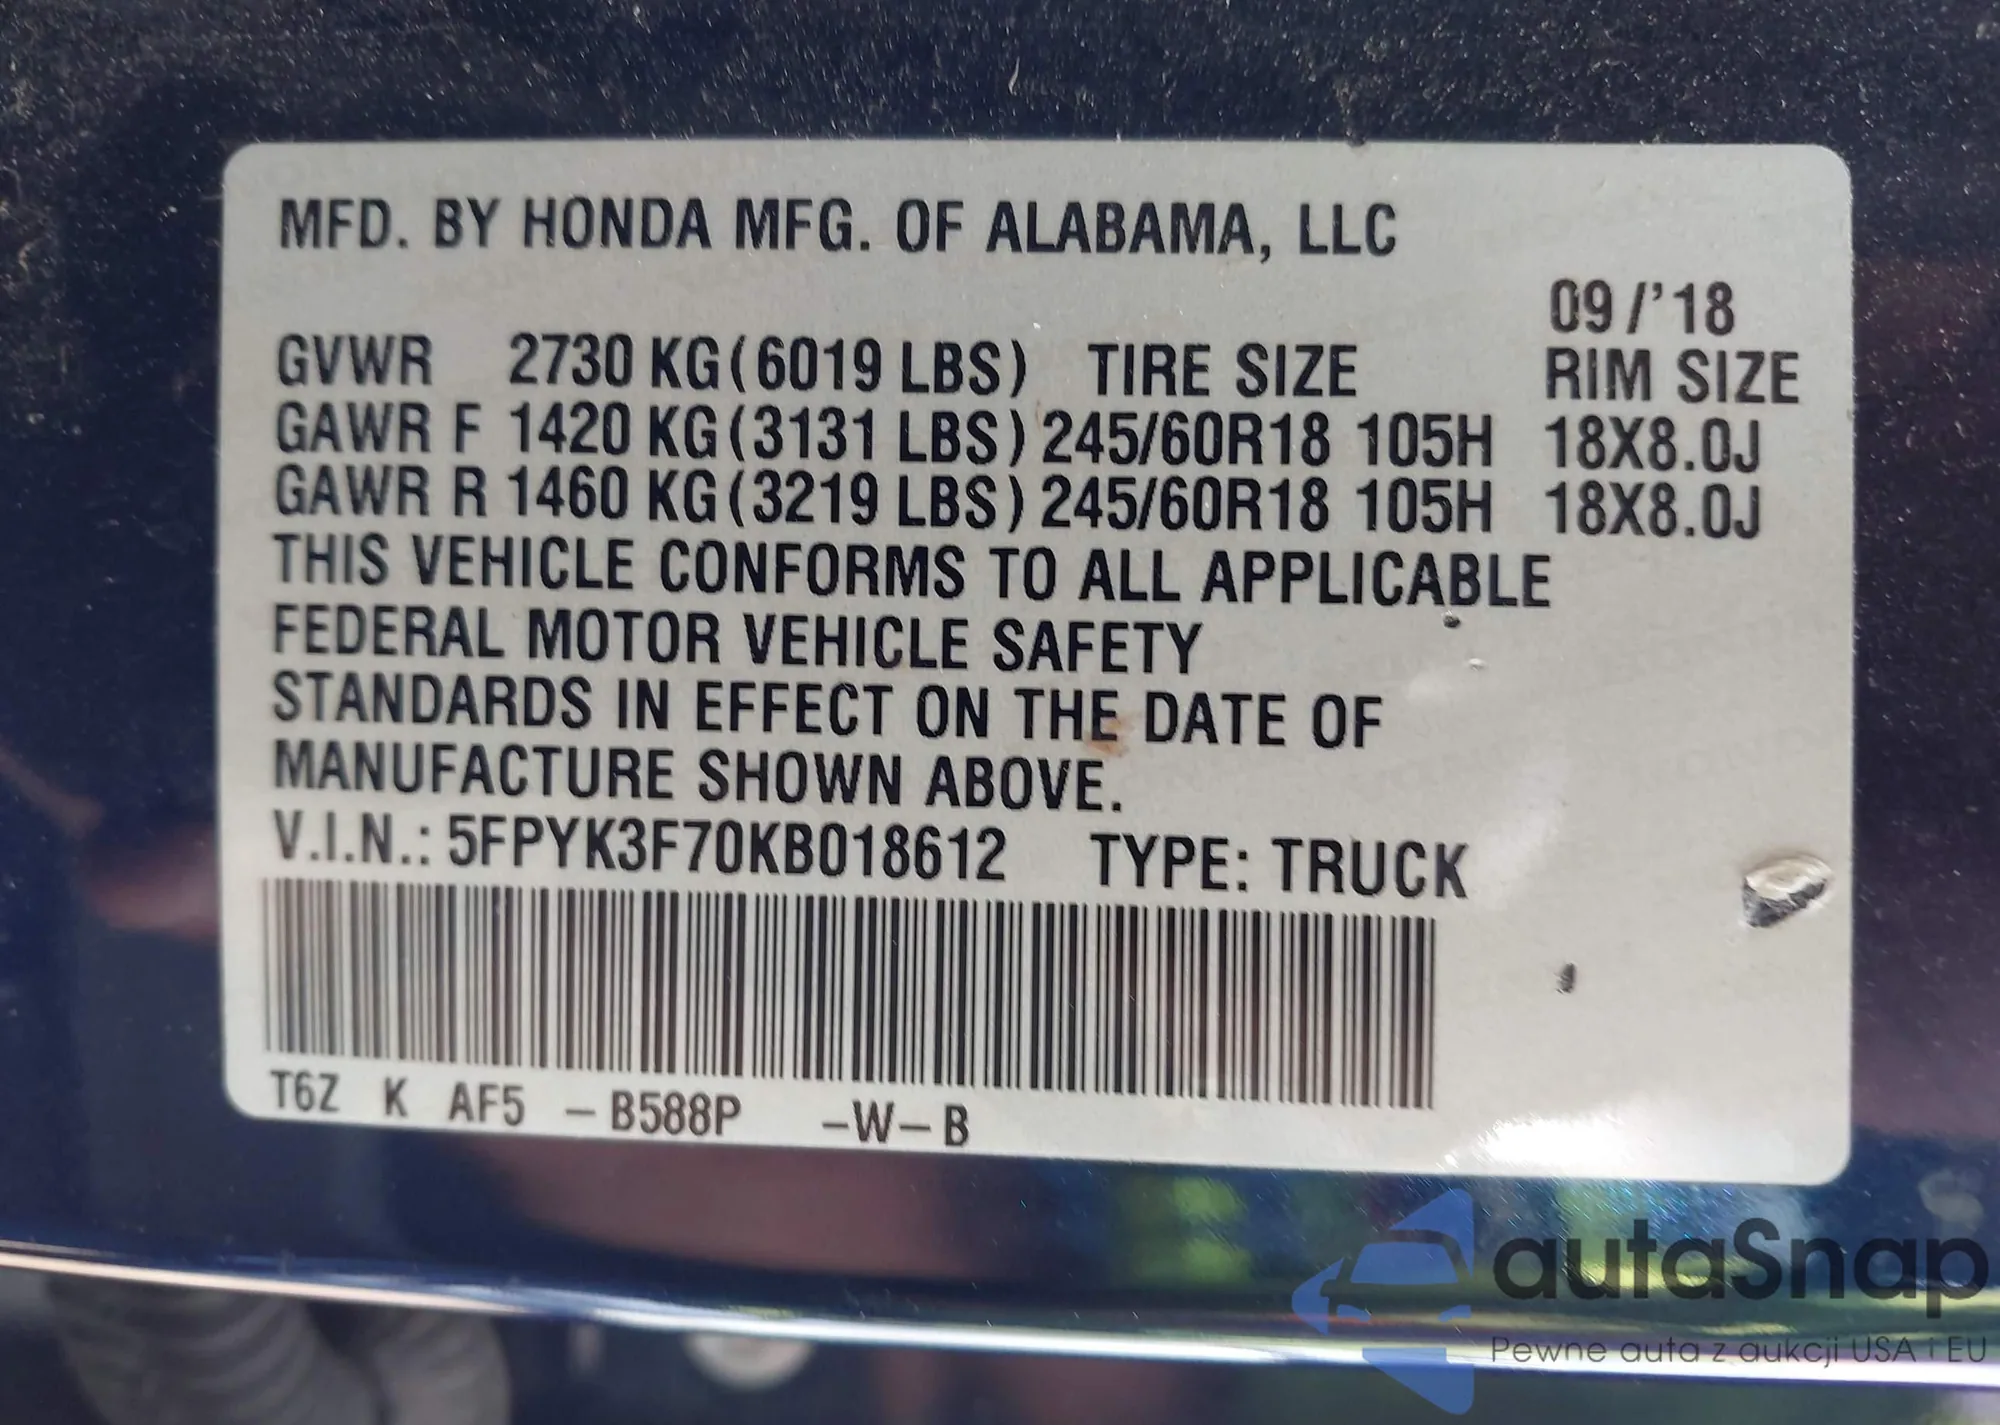 MFD. BY HONDA MFG. OF ALABAMA, LLC
09/'18
GVWR 2730 KG(6019 LBS) TIRE SIZE RIM SIZE
GAWR F 1420 KG(3131 LBS) 245/60R18 105H 18X8.0J
GAWR R 1460 KG(3219 LBS) 245/60R18 105H 18X8.0J
THIS VEHICLE CONFORMS TO ALL APPLICABLE
FEDERAL MOTOR VEHICLE SAFETY
STANDARDS IN EFFECT ON THE DATE OF
MANUFACTURE SHOWN ABOVE.
V.I.N.: 5FPYK3F70KB018612 TYPE: TRUCK
T6Z K AF5 –B588P –W–B
autaSnap
Pewne auta z aukcji USA i EU